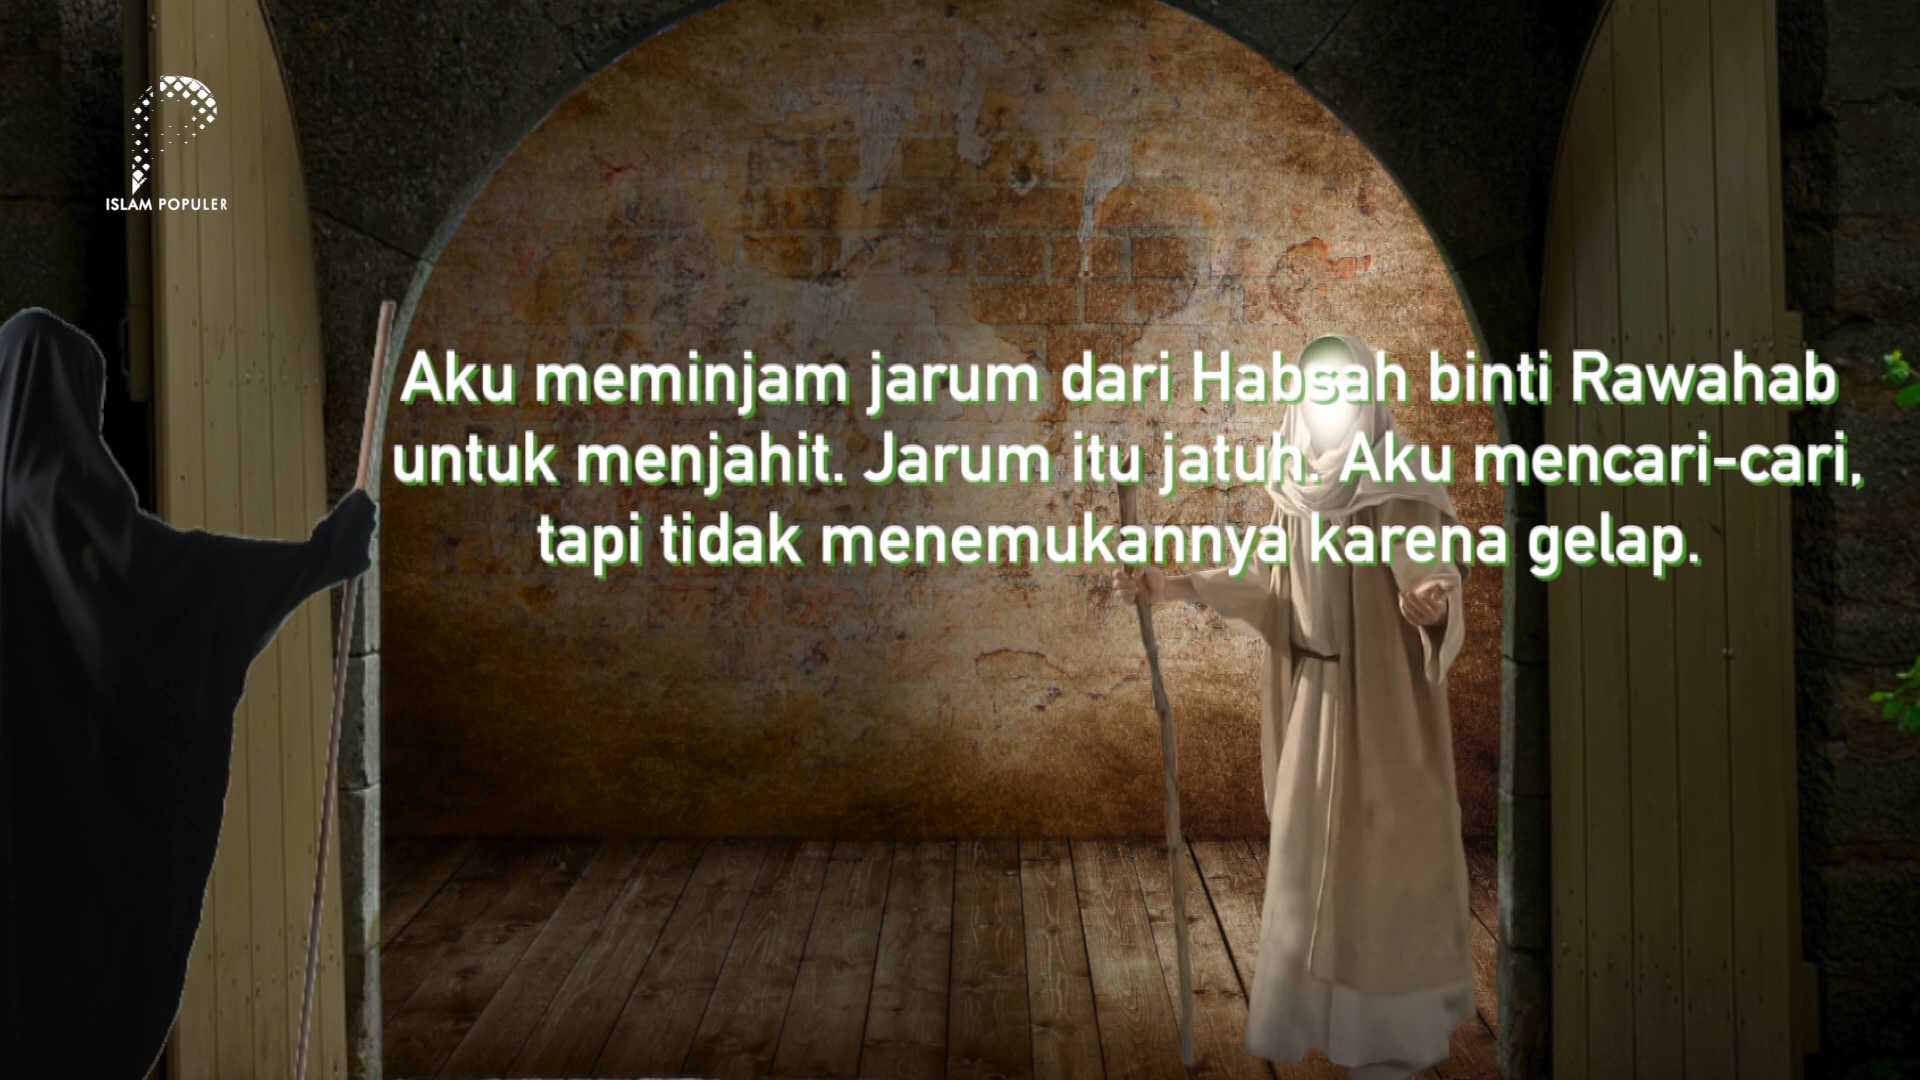 ISLAM POPULER
Aku meminjam jarum dari Habsah binti Rawahab
untuk menjahit. Jarum itu jatuh. Aku mencari-cari,
tapi tidak menemukannya karena gelap.